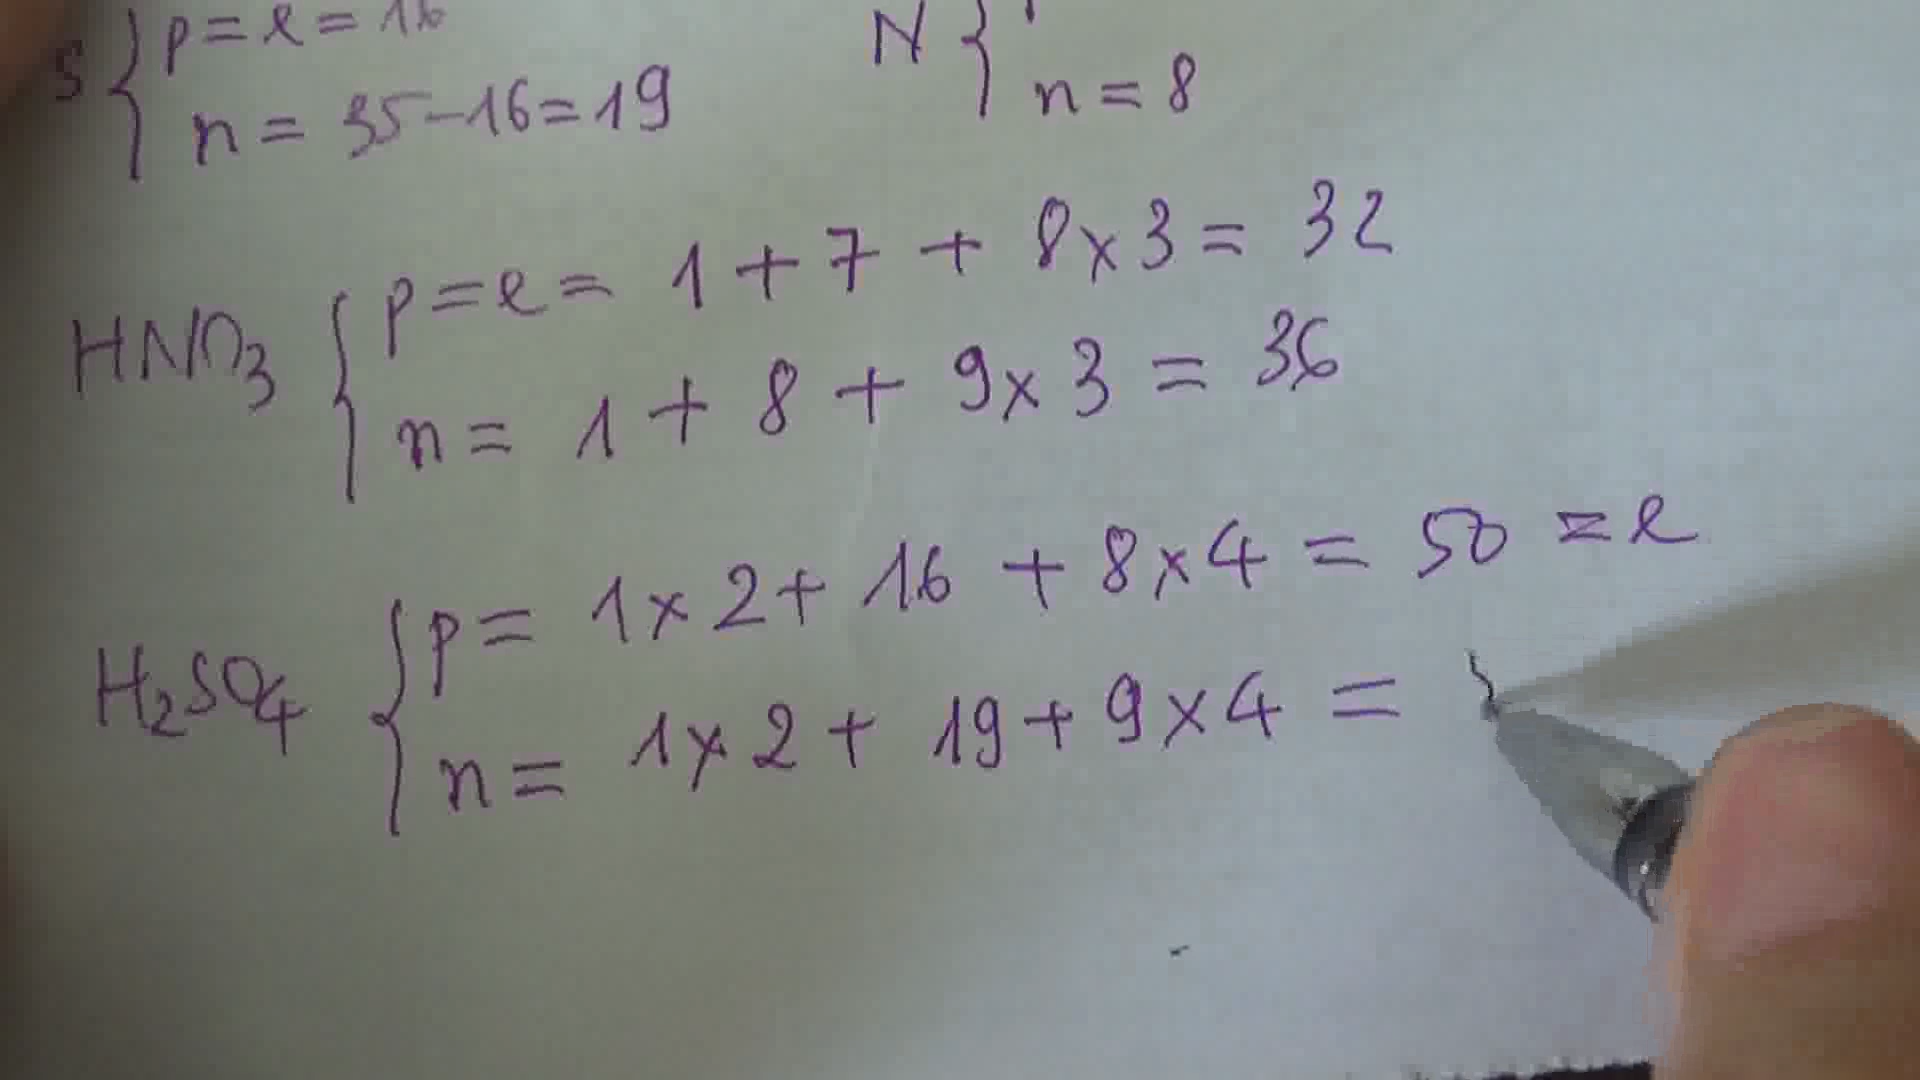 S { p = e = 16
n = 35 - 16 = 19
N {
n = 8
HNO3 { p = e = 1 + 7 + 8 x 3 = 32
n = 1 + 8 + 9 x 3 = 36
H2SO4 { p = 1 x 2 + 16 + 8 x 4 = 50 = e
n = 1 x 2 + 19 + 9 x 4 =